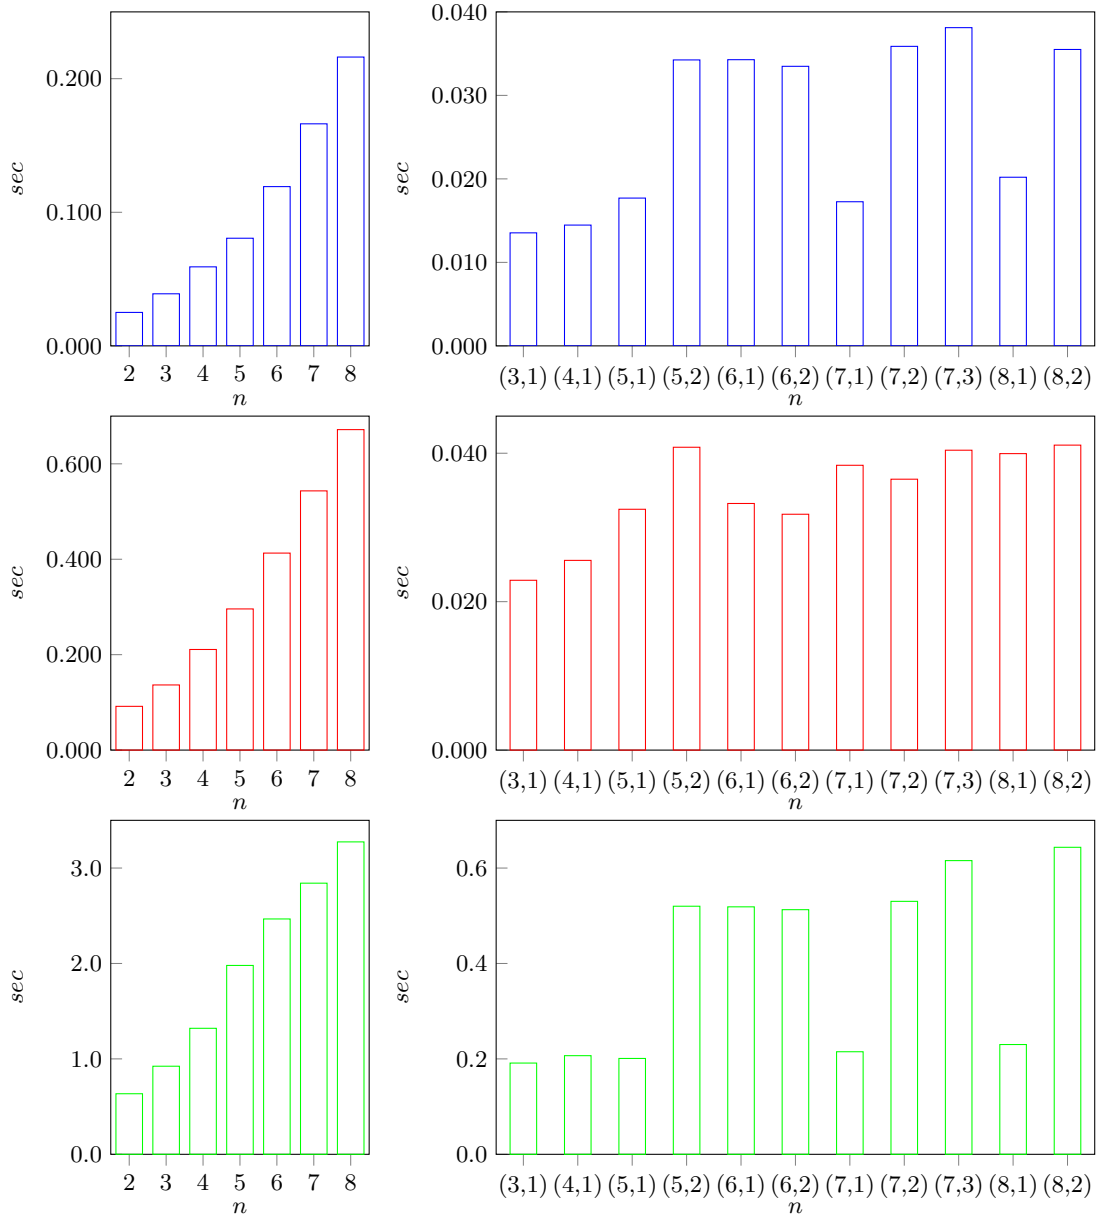 0.200
0.100
0.000
sec
2 3 4 5 6 7 8
n
0.040
0.030
0.020
0.010
0.000
sec
(3,1) (4,1) (5,1) (5,2) (6,1) (6,2) (7,1) (7,2) (7,3) (8,1) (8,2)
n
0.600
0.400
0.200
0.000
sec
2 3 4 5 6 7 8
n
0.040
0.020
0.000
sec
(3,1) (4,1) (5,1) (5,2) (6,1) (6,2) (7,1) (7,2) (7,3) (8,1) (8,2)
n
3.0
2.0
1.0
0.0
sec
2 3 4 5 6 7 8
n
0.6
0.4
0.2
0.0
sec
(3,1) (4,1) (5,1) (5,2) (6,1) (6,2) (7,1) (7,2) (7,3) (8,1) (8,2)
n